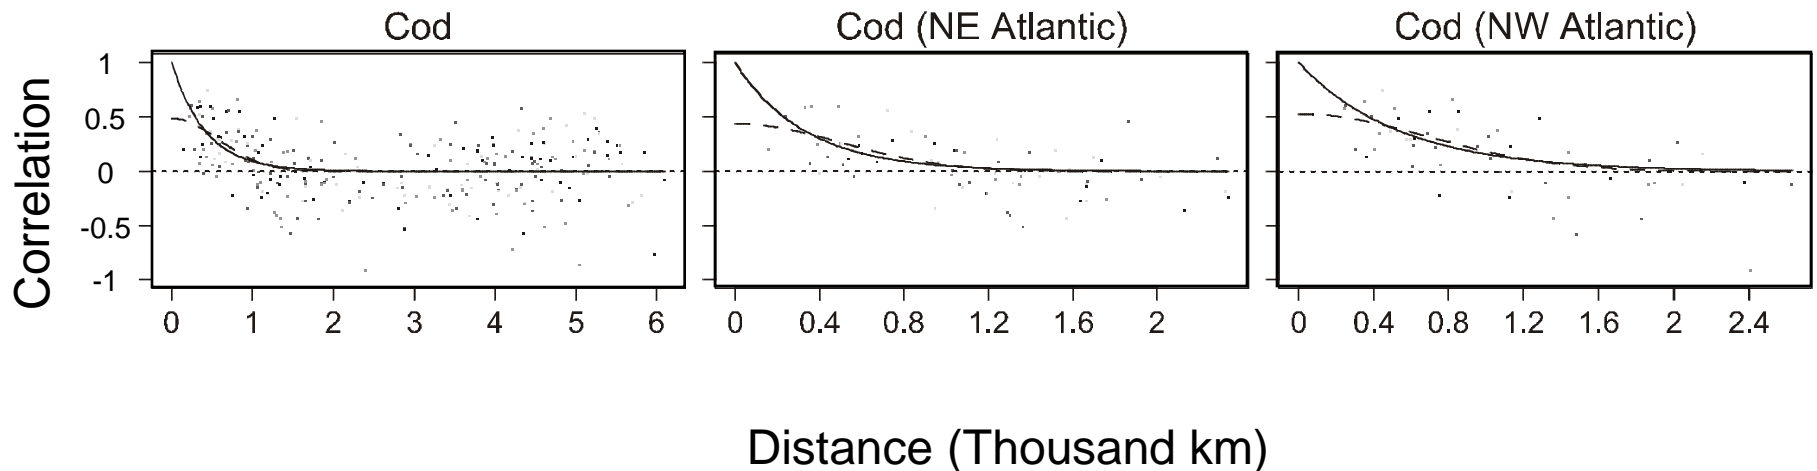 Cod
Cod (NE Atlantic)
Cod (NW Atlantic)
Correlation
1
0.5
0
-0.5
-1
0 1 2 3 4 5 6
0 0.4 0.8 1.2 1.6 2
0 0.4 0.8 1.2 1.6 2 2.4
Distance (Thousand km)